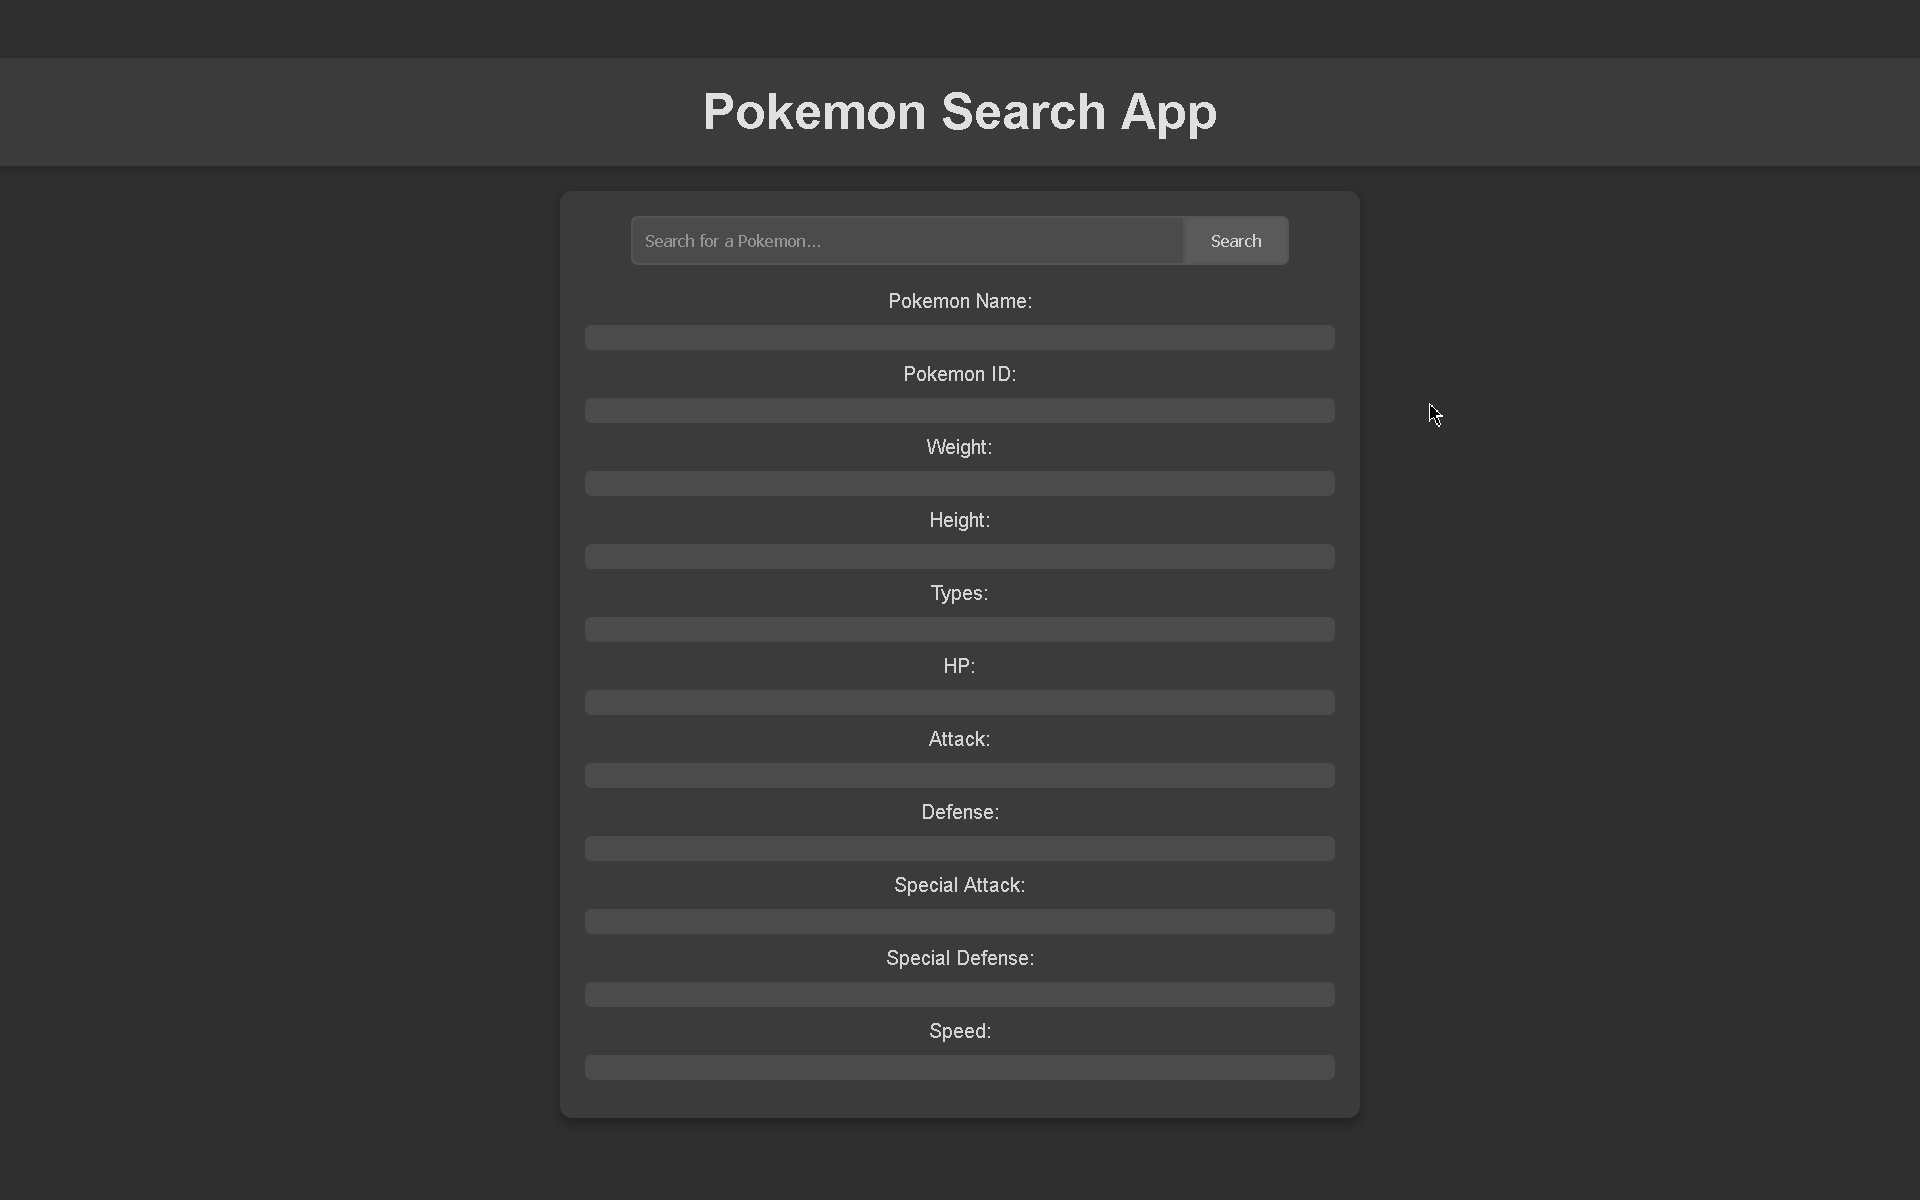 Pokemon Search App
Search for a Pokemon...
Search
Pokemon Name:
Pokemon ID:
Weight:
Height:
Types:
HP:
Attack:
Defense:
Special Attack:
Special Defense:
Speed: